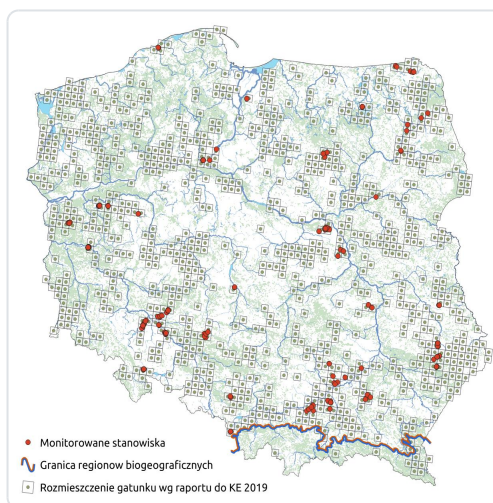 Monitorowane stanowiska
Granica regionow biogeograficznych
Rozmieszczenie gatunku wg raportu do KE 2019